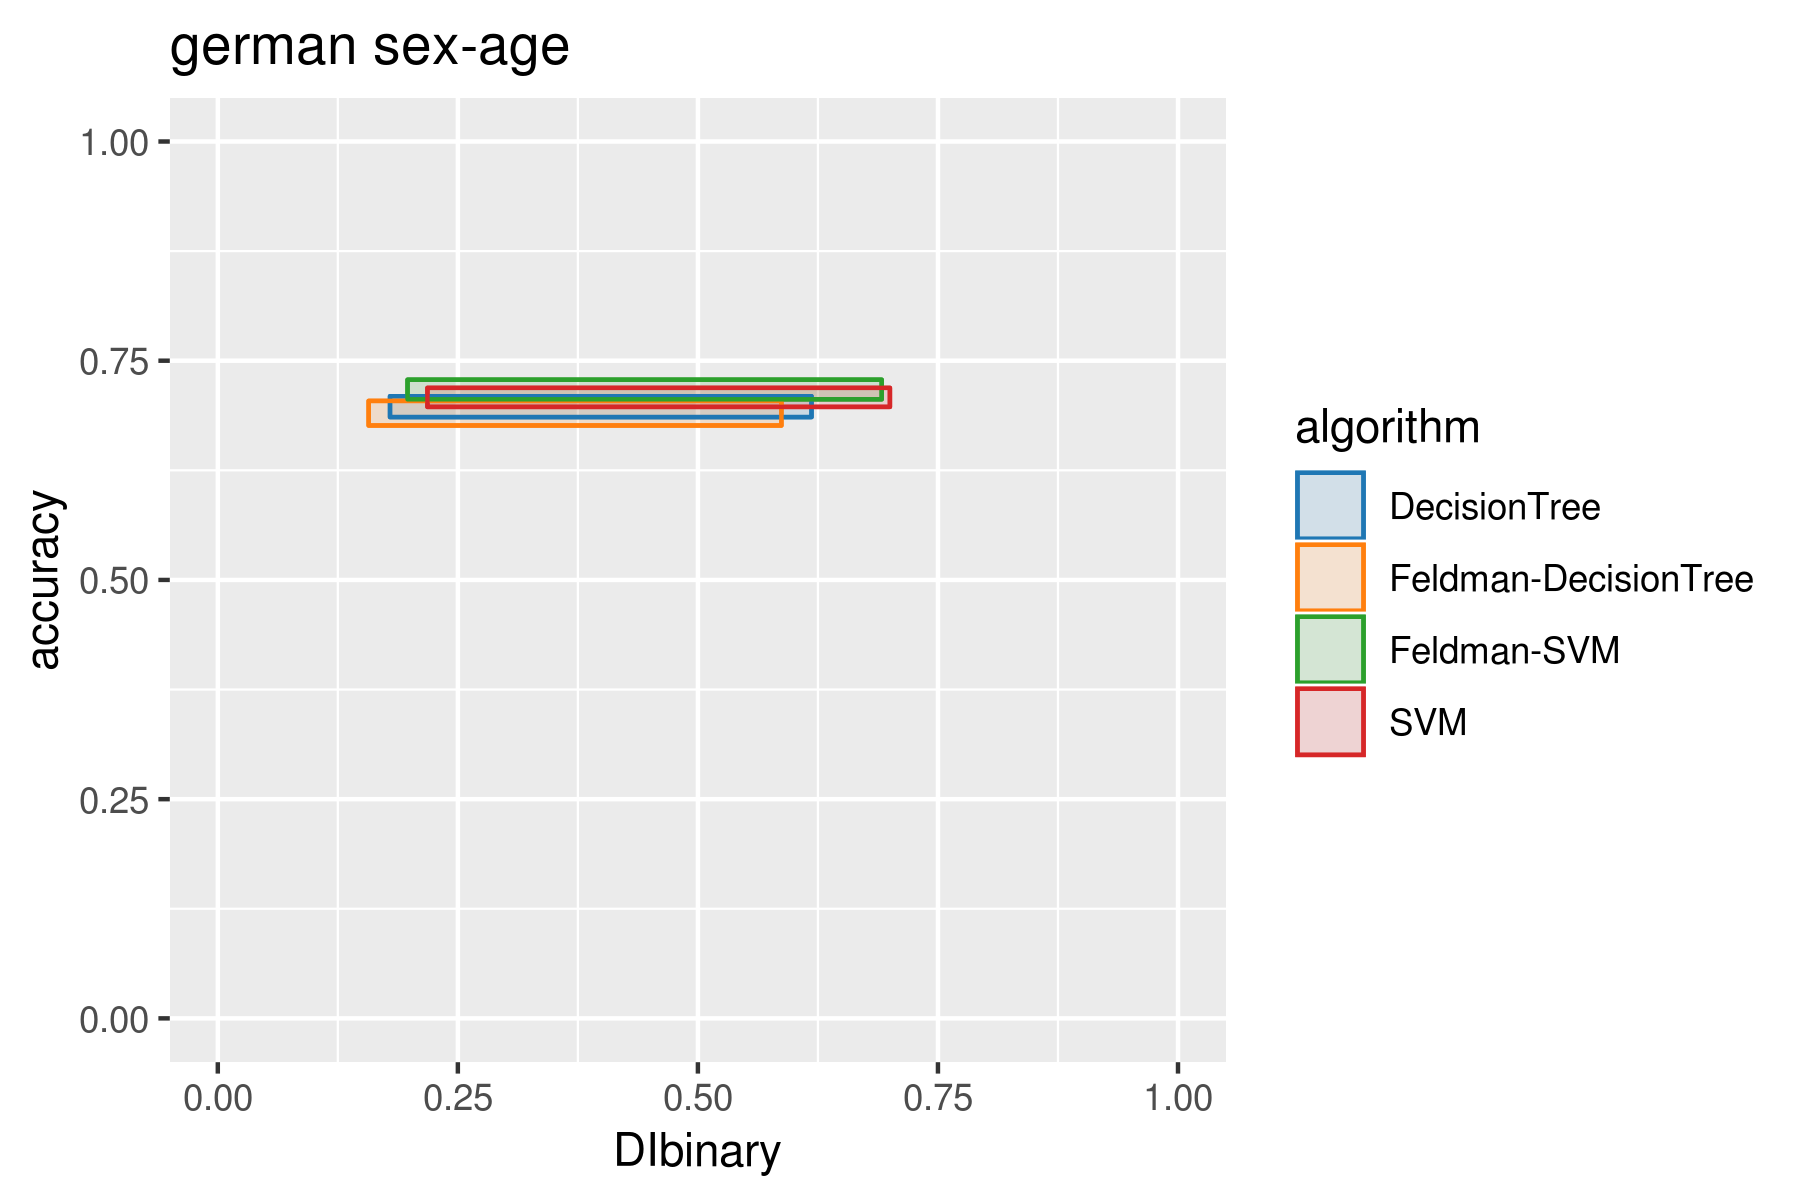 german sex-age
accuracy
1.00
0.75
0.50
0.25
0.00
0.00 0.25 0.50 0.75 1.00
DIbinary
algorithm
DecisionTree
Feldman-DecisionTree
Feldman-SVM
SVM